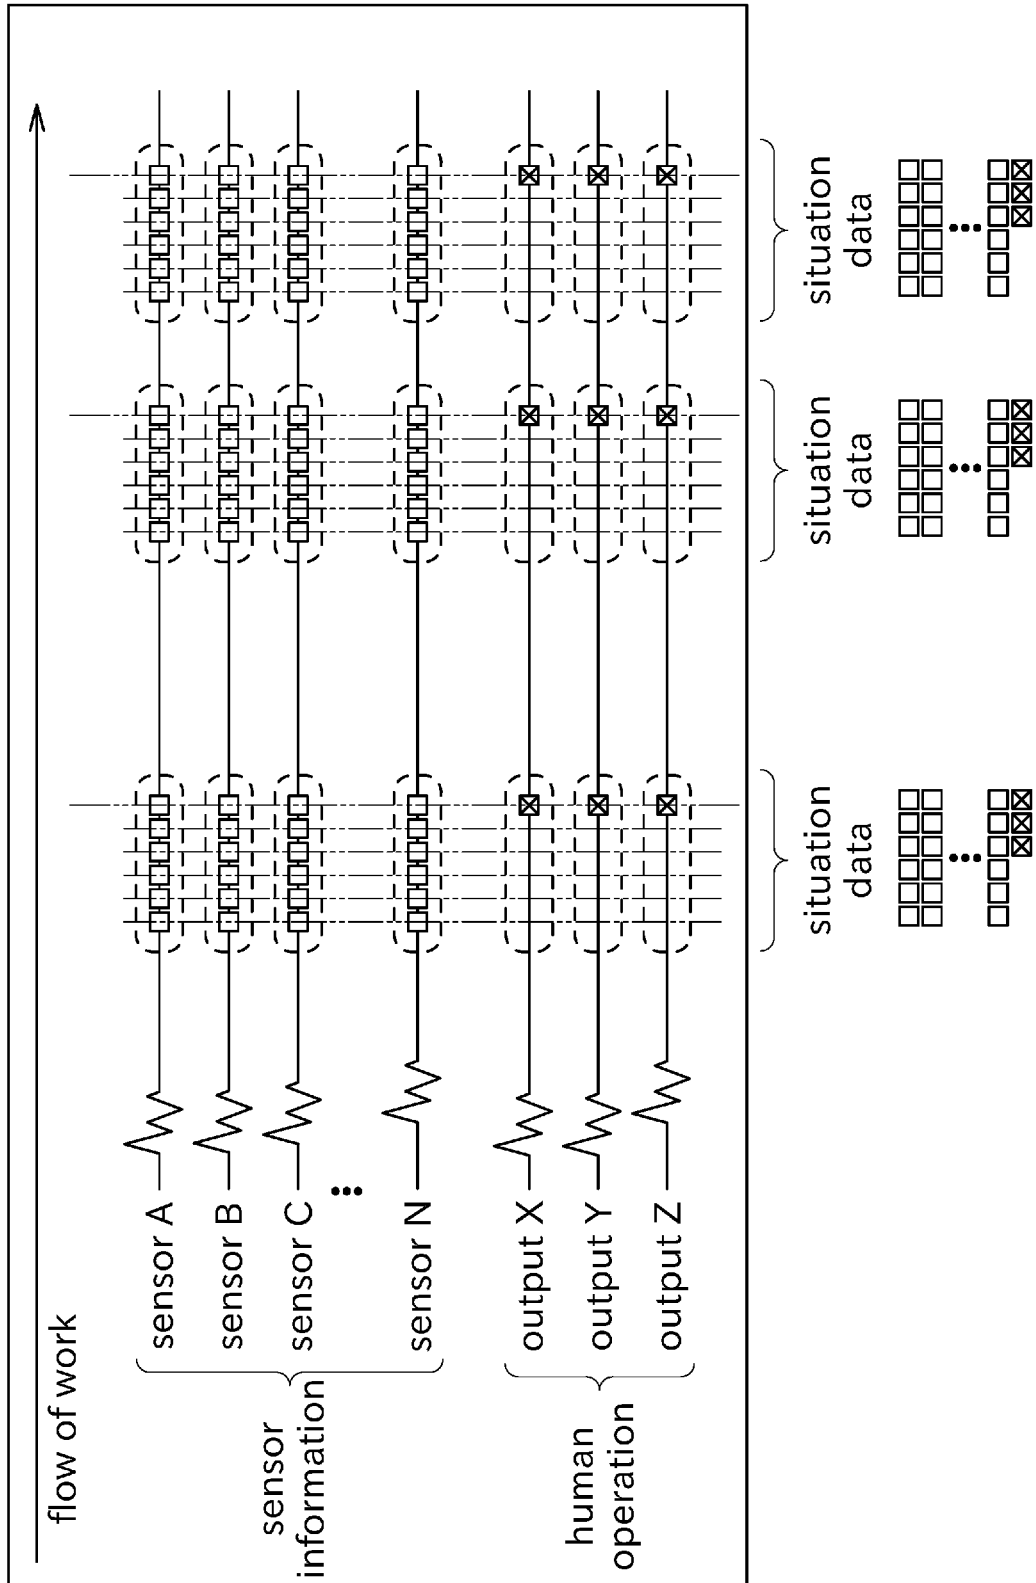 flow of work
sensor
information
sensor A
sensor B
sensor C
sensor N
human
operation
output X
output Y
output Z
situation
data
situation
data
situation
data